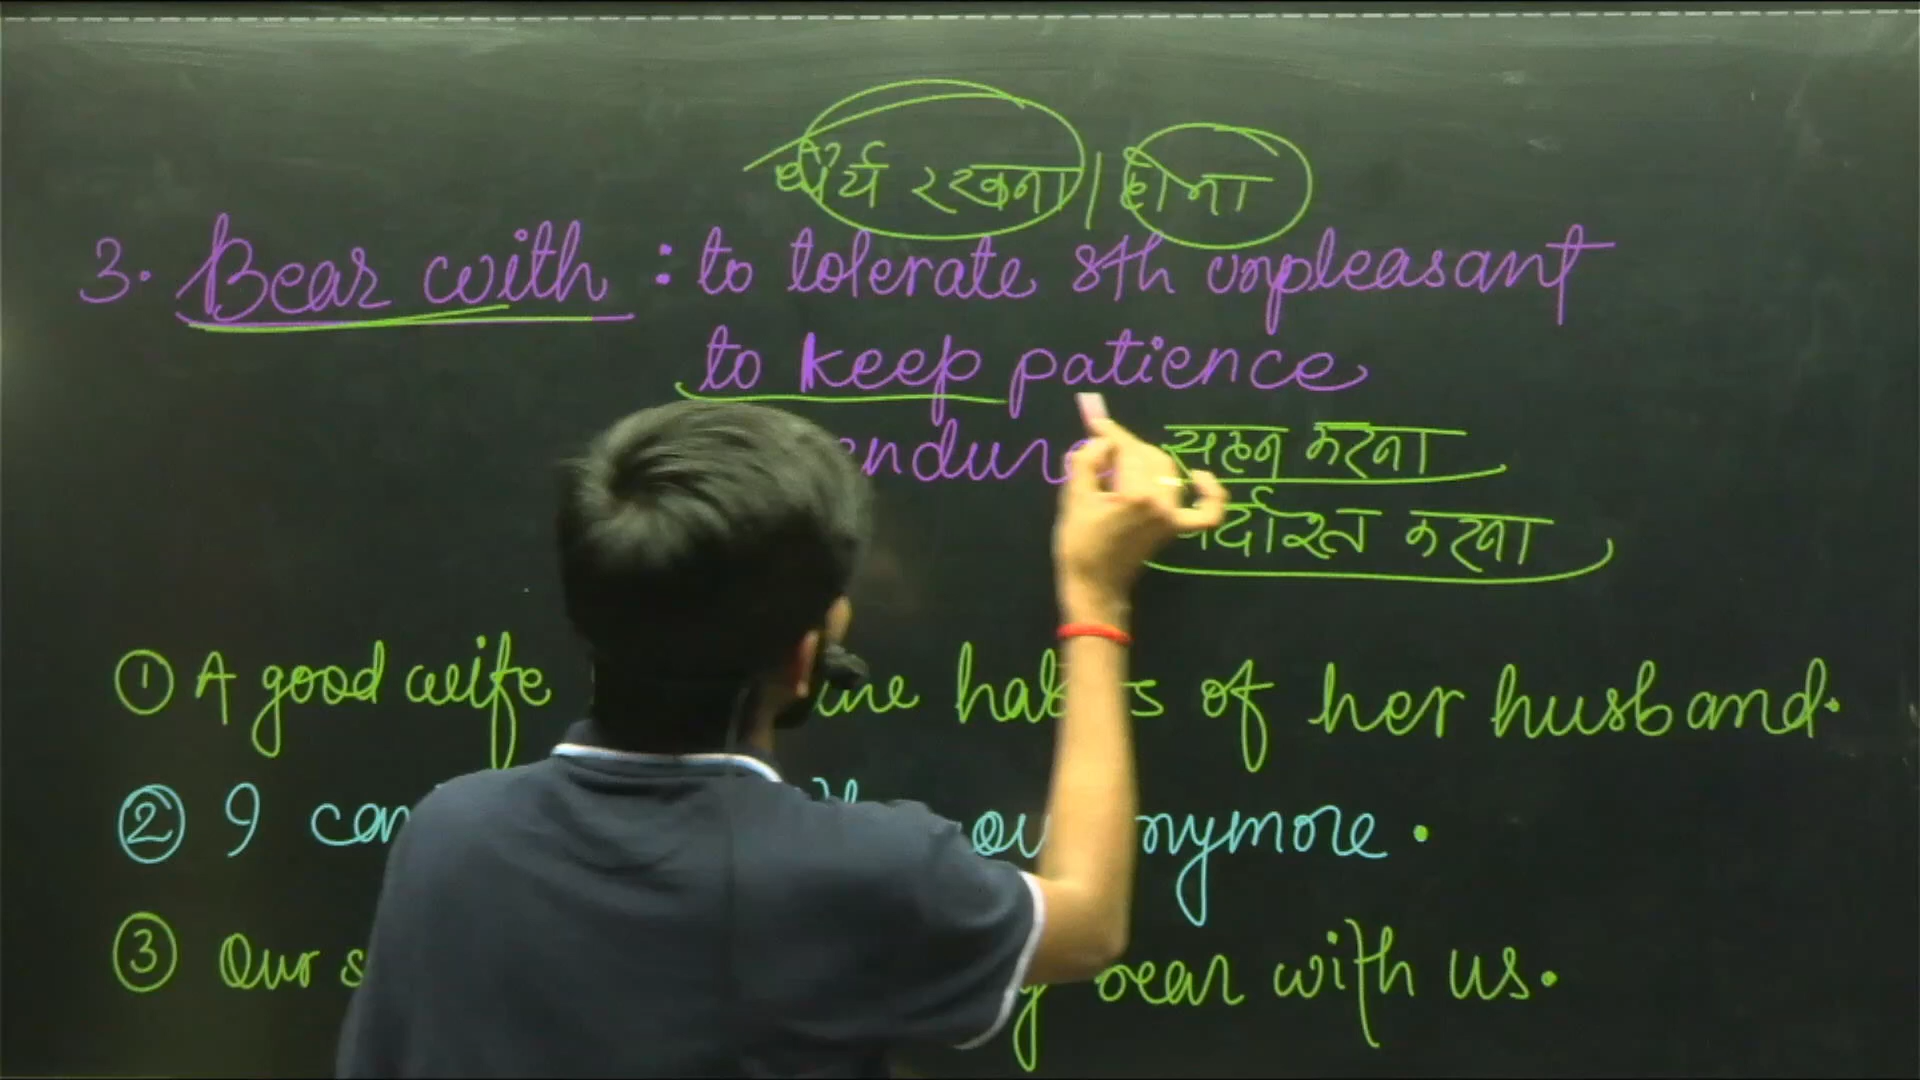 धैर्य रखना / होना
3. Bear with : to tolerate sth unpleasant
to keep patience
endure सहन करना
बर्दाश्त करना
① A good wife habits of her husband.
② I anymore.
③ Our bear with us.